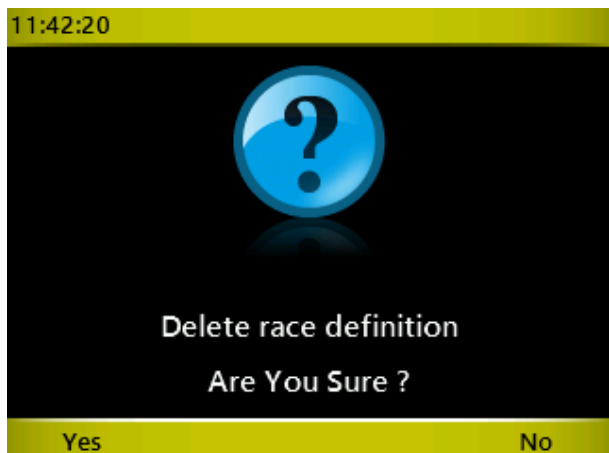 11:42:20
?
Delete race definition
Are You Sure ?
Yes No